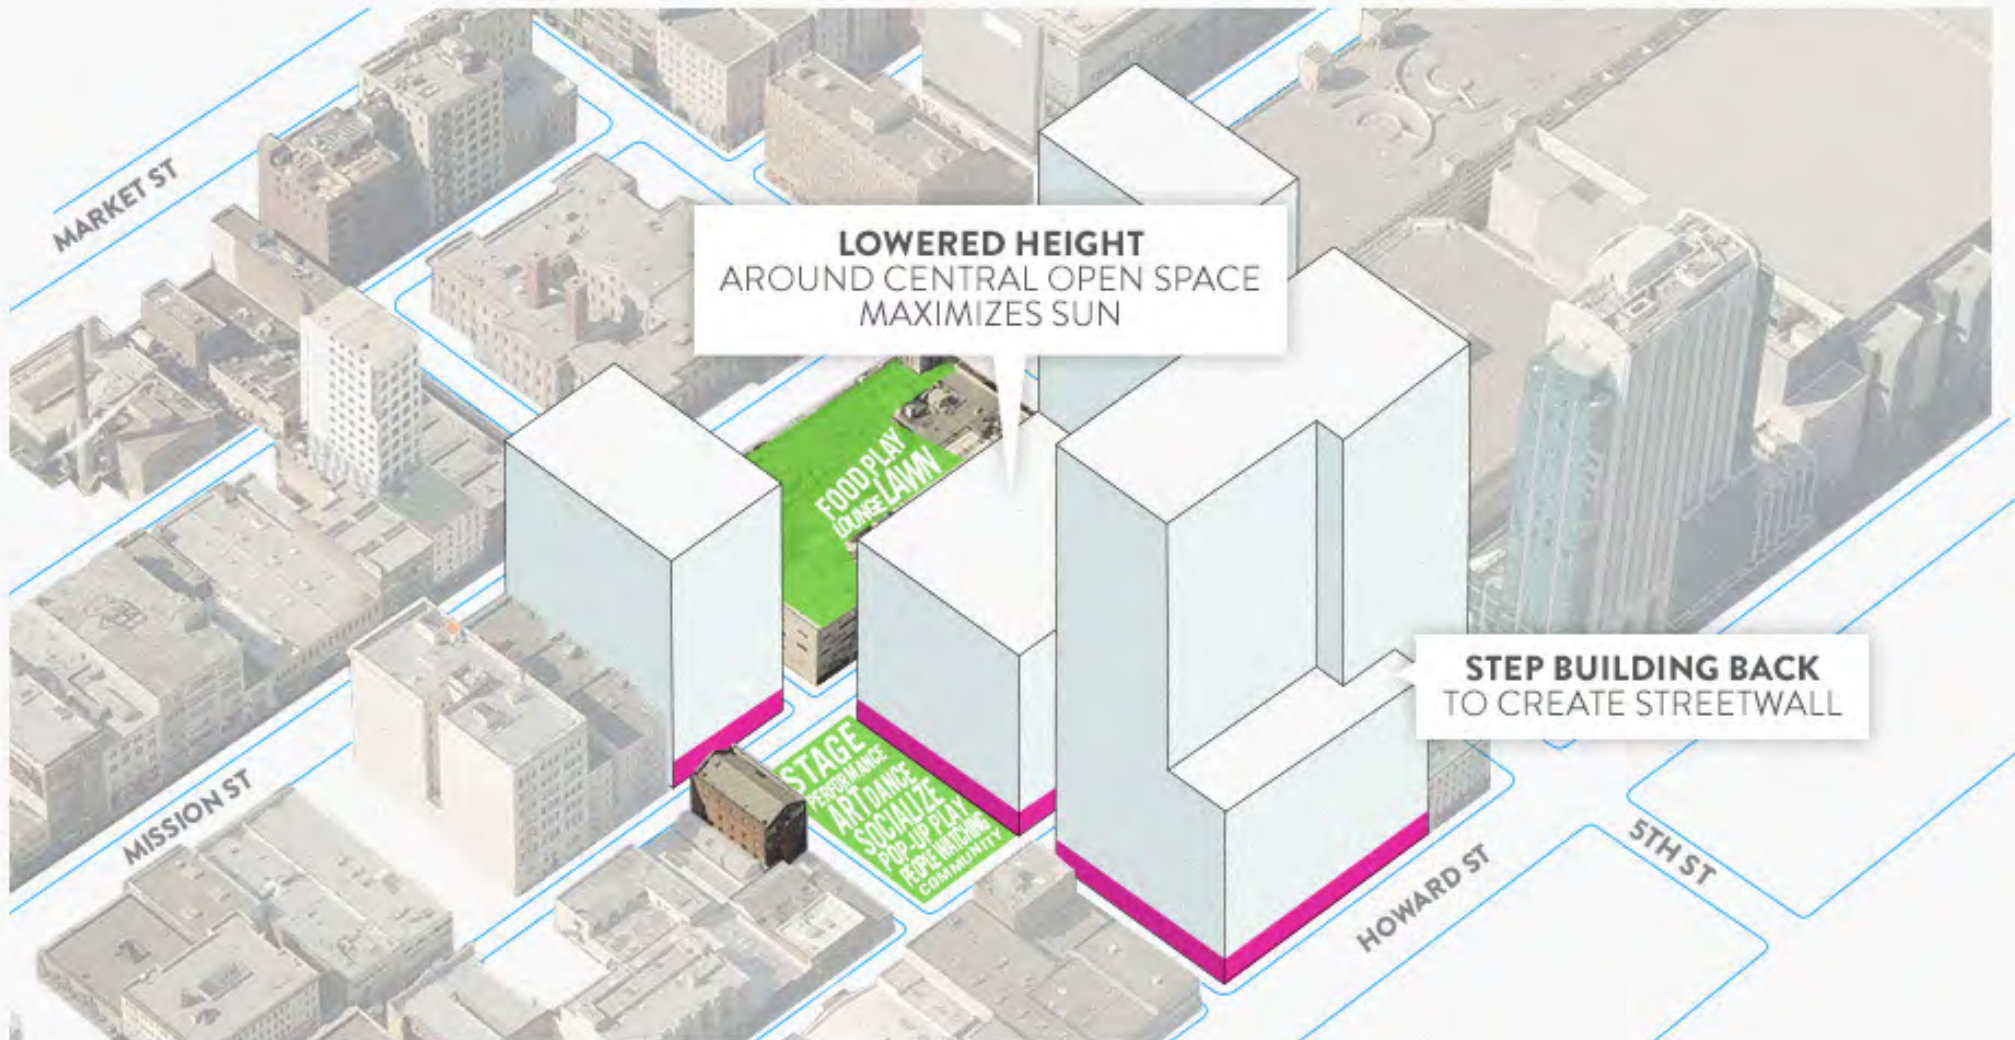 MARKET ST
LOWERED HEIGHT
AROUND CENTRAL OPEN SPACE
MAXIMIZES SUN
FOOD PLAY
LOUNGE LAWN
STEP BUILDING BACK
TO CREATE STREETWALL
STAGE
PERFORMANCE
ART DANCE
SOCIALIZE
POP-UP PLAY
PEOPLE WATCHING
COMMUNITY
MISSION ST
HOWARD ST
5TH ST